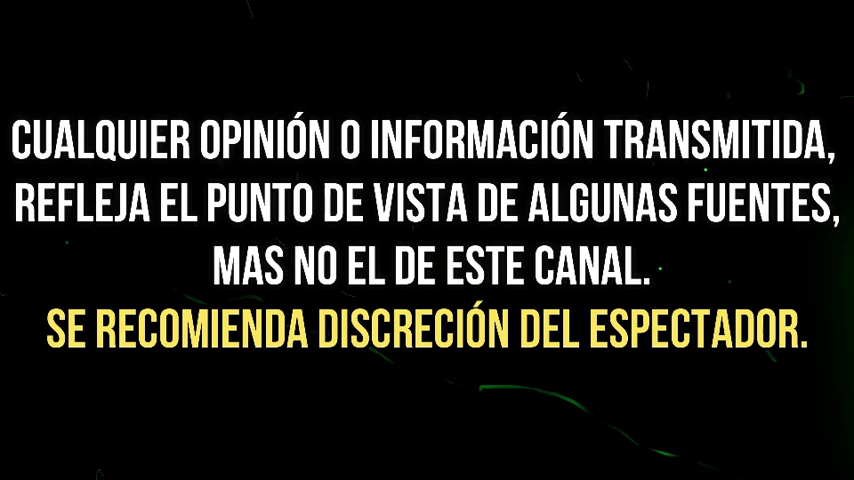 CUALQUIER OPINIÓN O INFORMACIÓN TRANSMITIDA,
REFLEJA EL PUNTO DE VISTA DE ALGUNAS FUENTES,
MAS NO EL DE ESTE CANAL.
SE RECOMIENDA DISCRECIÓN DEL ESPECTADOR.